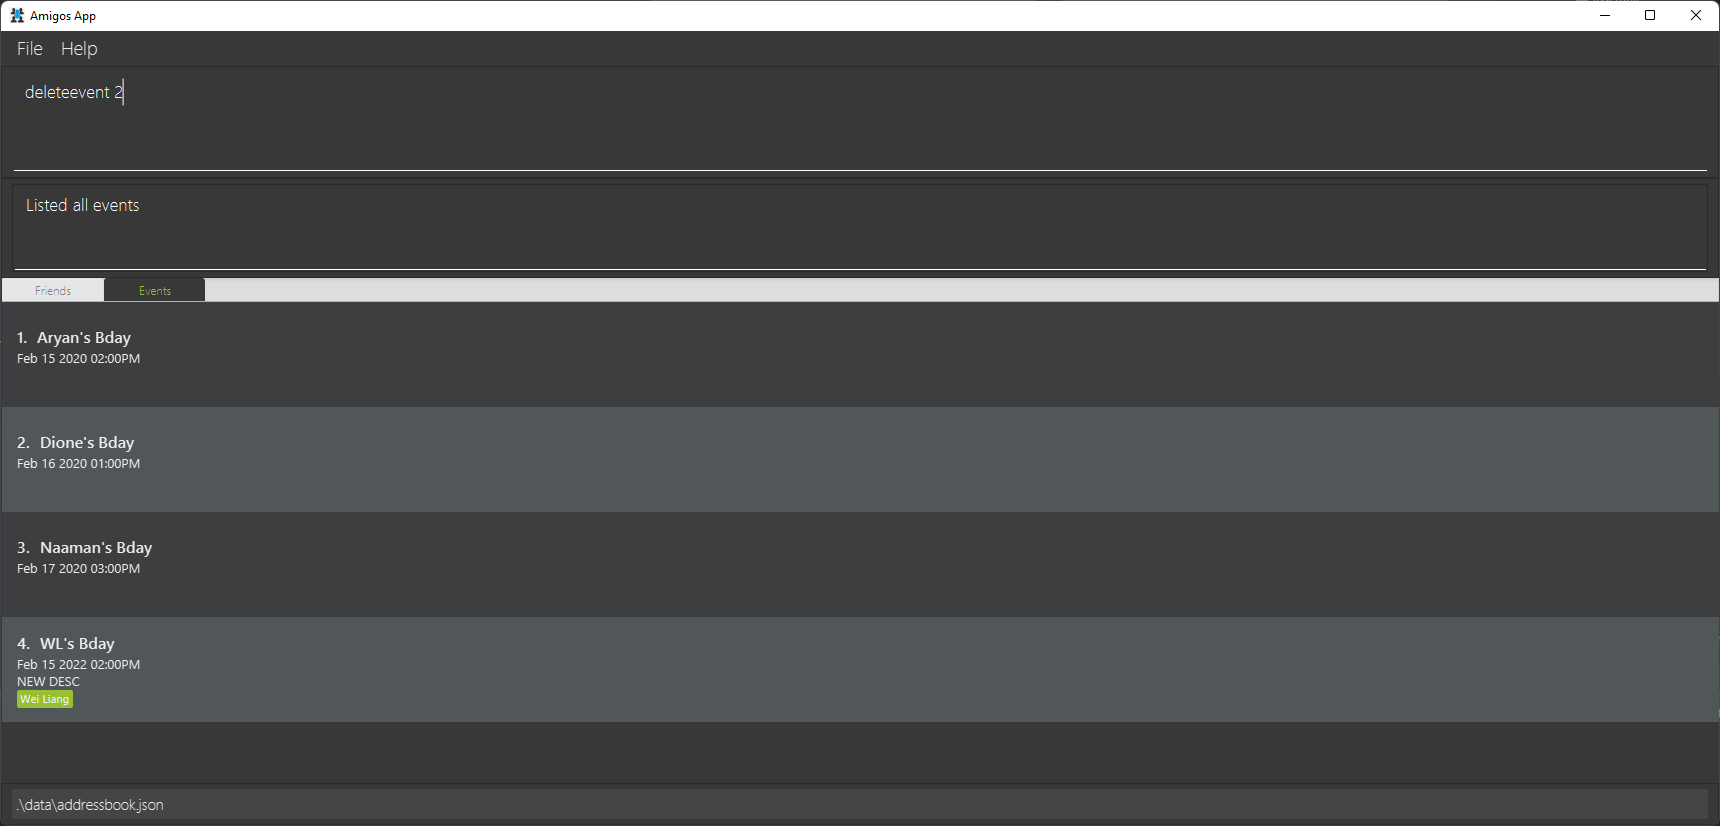 Amigos App
File Help
deleteevent 2
Listed all events
Friends Events
1. Aryan's Bday
Feb 15 2020 02:00PM
2. Dione's Bday
Feb 16 2020 01:00PM
3. Naaman's Bday
Feb 17 2020 03:00PM
4. WL's Bday
Feb 15 2022 02:00PM
NEW DESC
Wei Liang
.\data\addressbook.json